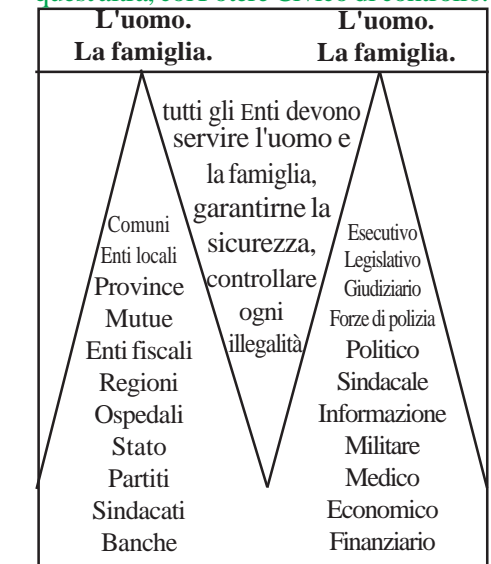 L'uomo.
La famiglia.
L'uomo.
La famiglia.
tutti gli Enti devono
servire l'uomo e
la famiglia,
garantirne la
sicurezza,
controllare
ogni
illegalità
Comuni
Enti locali
Province
Mutue
Enti fiscali
Regioni
Ospedali
Stato
Partiti
Sindacati
Banche
Esecutivo
Legislativo
Giudiziario
Forze di polizia
Politico
Sindacale
Informazione
Militare
Medico
Economico
Finanziario